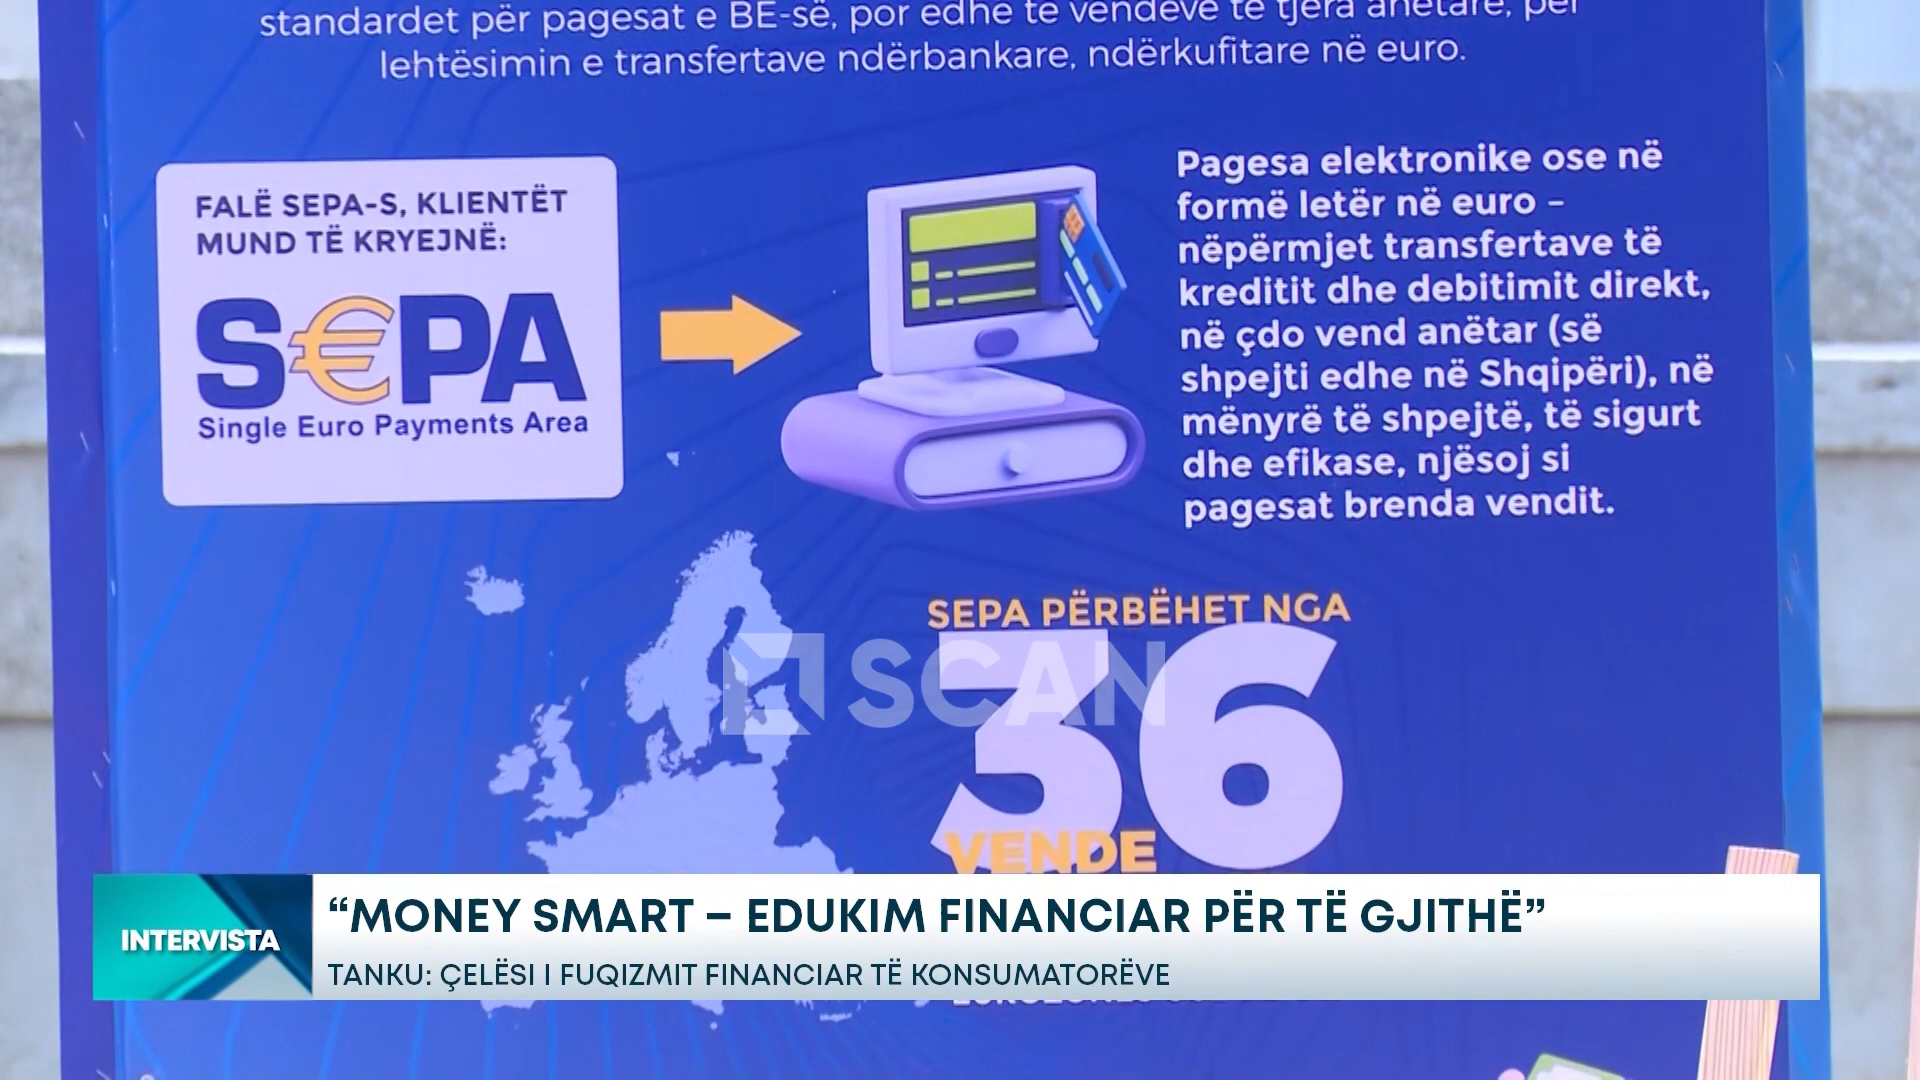 standardet për pagesat e BE-së, por edhe të vendeve të tjera anëtare, për
lehtësimin e transfertave ndërbankare, ndërkufitare në euro.
FALË SEPA-S, KLIENTËT
MUND TË KRYEJNË:
S€PA
Single Euro Payments Area
Pagesa elektronike ose në
formë letër në euro –
nëpërmjet transfertave të
kreditit dhe debitimit direkt,
në çdo vend anëtar (së
shpejti edhe në Shqipëri), në
mënyrë të shpejtë, të sigurt
dhe efikase, njësoj si
pagesat brenda vendit.
SEPA PËRBËHET NGA
36
VENDE
SCAN
INTERVISTA
“MONEY SMART – EDUKIM FINANCIAR PËR TË GJITHË”
TANKU: ÇELËSI I FUQIZMIT FINANCIAR TË KONSUMATORËVE